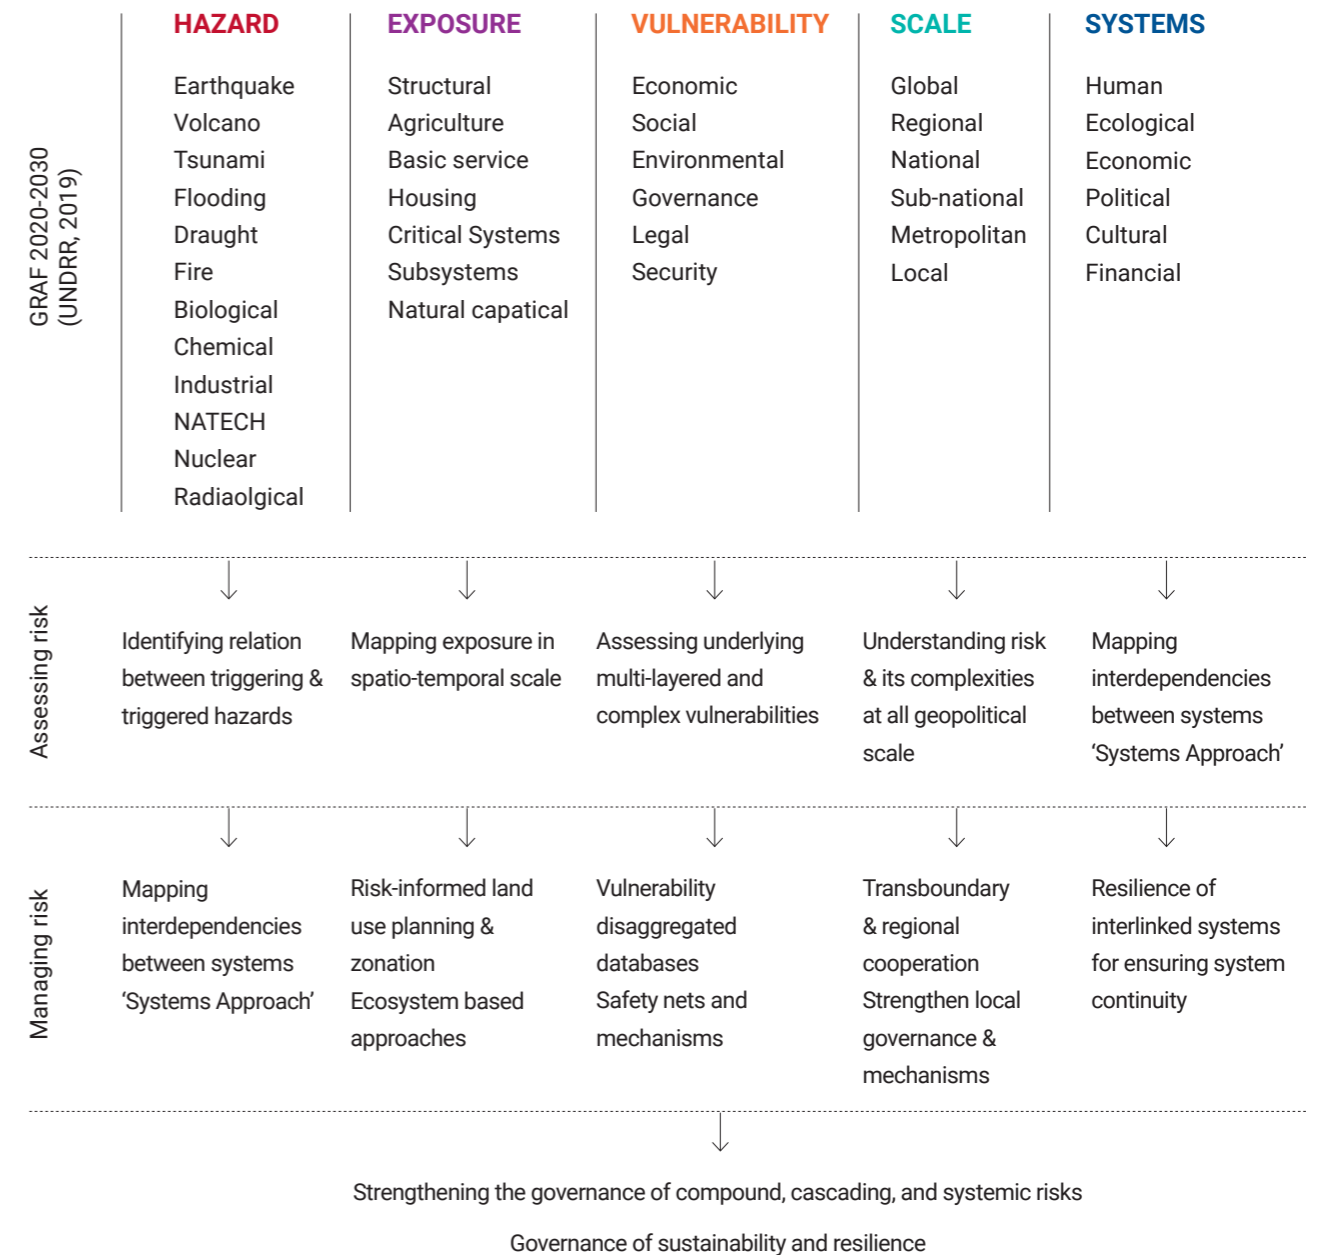 GRAF 2020-2030
(UNDRR, 2019)
HAZARD
Earthquake
Volcano
Tsunami
Flooding
Draught
Fire
Biological
Chemical
Industrial
NATECH
Nuclear
Radiaolgical
EXPOSURE
Structural
Agriculture
Basic service
Housing
Critical Systems
Subsystems
Natural capatical
VULNERABILITY
Economic
Social
Environmental
Governance
Legal
Security
SCALE
Global
Regional
National
Sub-national
Metropolitan
Local
SYSTEMS
Human
Ecological
Economic
Political
Cultural
Financial
Assessing risk
Identifying relation
between triggering &
triggered hazards
Mapping exposure in
spatio-temporal scale
Assessing underlying
multi-layered and
complex vulnerabilities
Understanding risk
& its complexities
at all geopolitical
scale
Mapping
interdependencies
between systems
‘Systems Approach’
Managing risk
Mapping
interdependencies
between systems
‘Systems Approach’
Risk-informed land
use planning &
zonation
Ecosystem based
approaches
Vulnerability
disaggregated
databases
Safety nets and
mechanisms
Transboundary
& regional
cooperation
Strengthen local
governance &
mechanisms
Resilience of
interlinked systems
for ensuring system
continuity
Strengthening the governance of compound, cascading, and systemic risks
Governance of sustainability and resilience